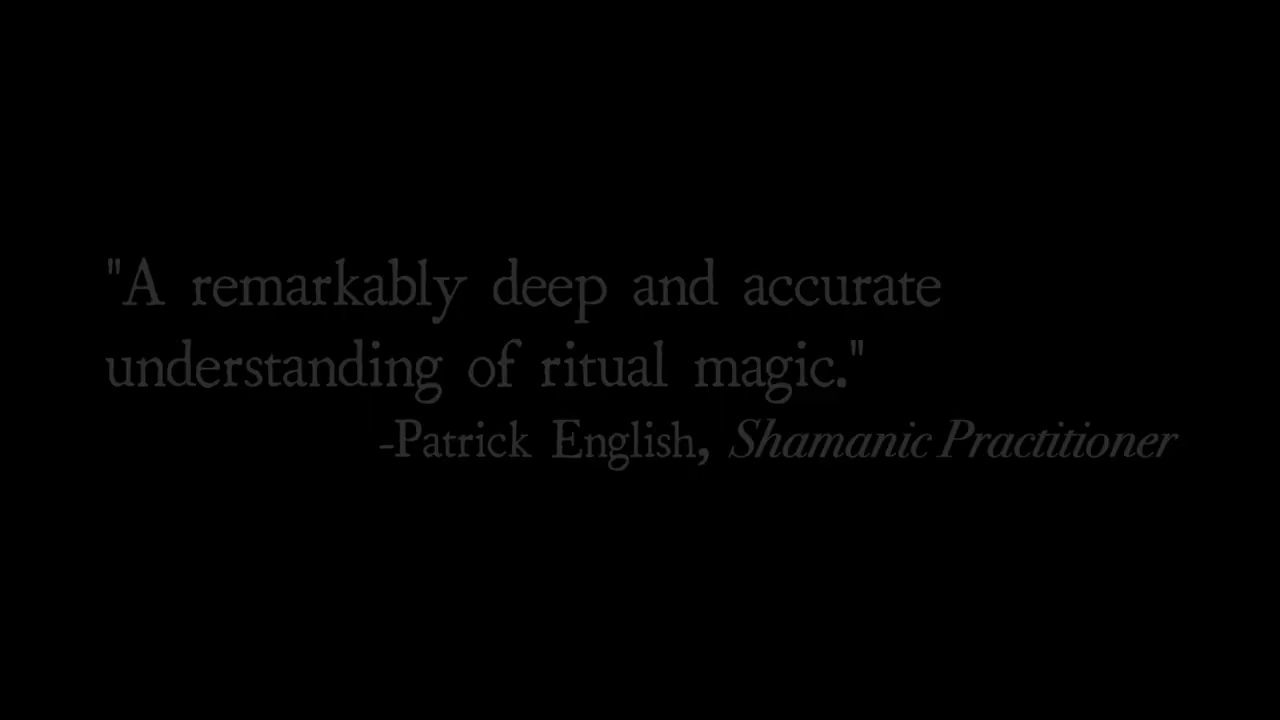 "A remarkably deep and accurate
understanding of ritual magic."
-Patrick English, Shamanic Practitioner